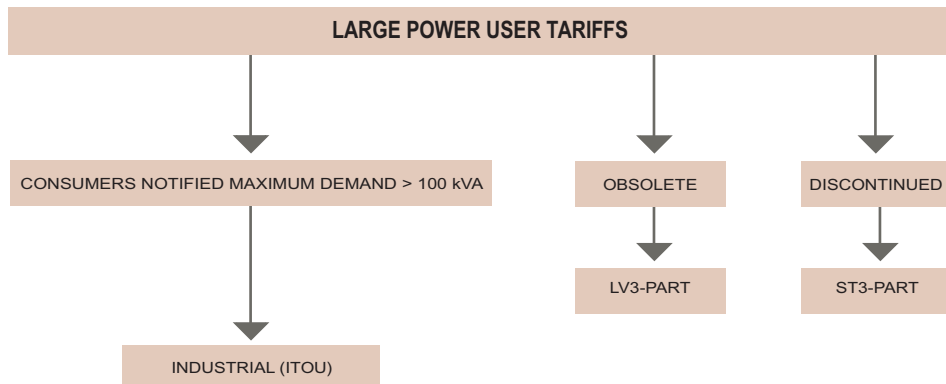 LARGE POWER USER TARIFFS
CONSUMERS NOTIFIED MAXIMUM DEMAND > 100 kVA
OBSOLETE
DISCONTINUED
LV3-PART
ST3-PART
INDUSTRIAL (ITOU)